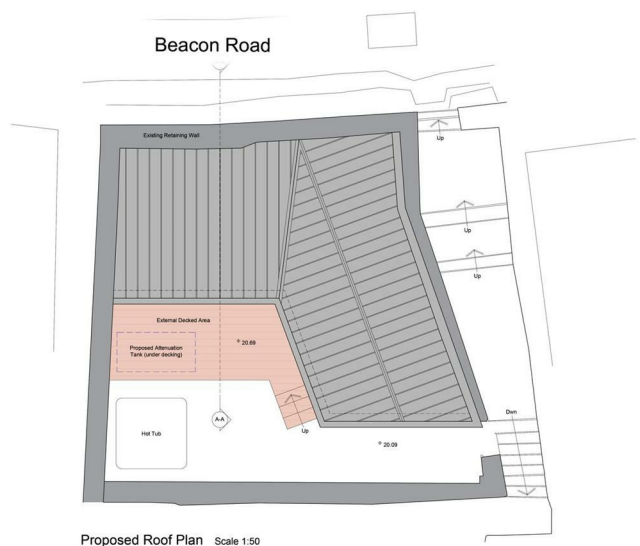 Beacon Road
Existing Retaining Wall
Up
Up
Up
External Decked Area
20.69
Proposed Attenuation
Tank (under decking)
Dwn
A-A
Up
Hot Tub
20.09
Proposed Roof Plan Scale 1:50